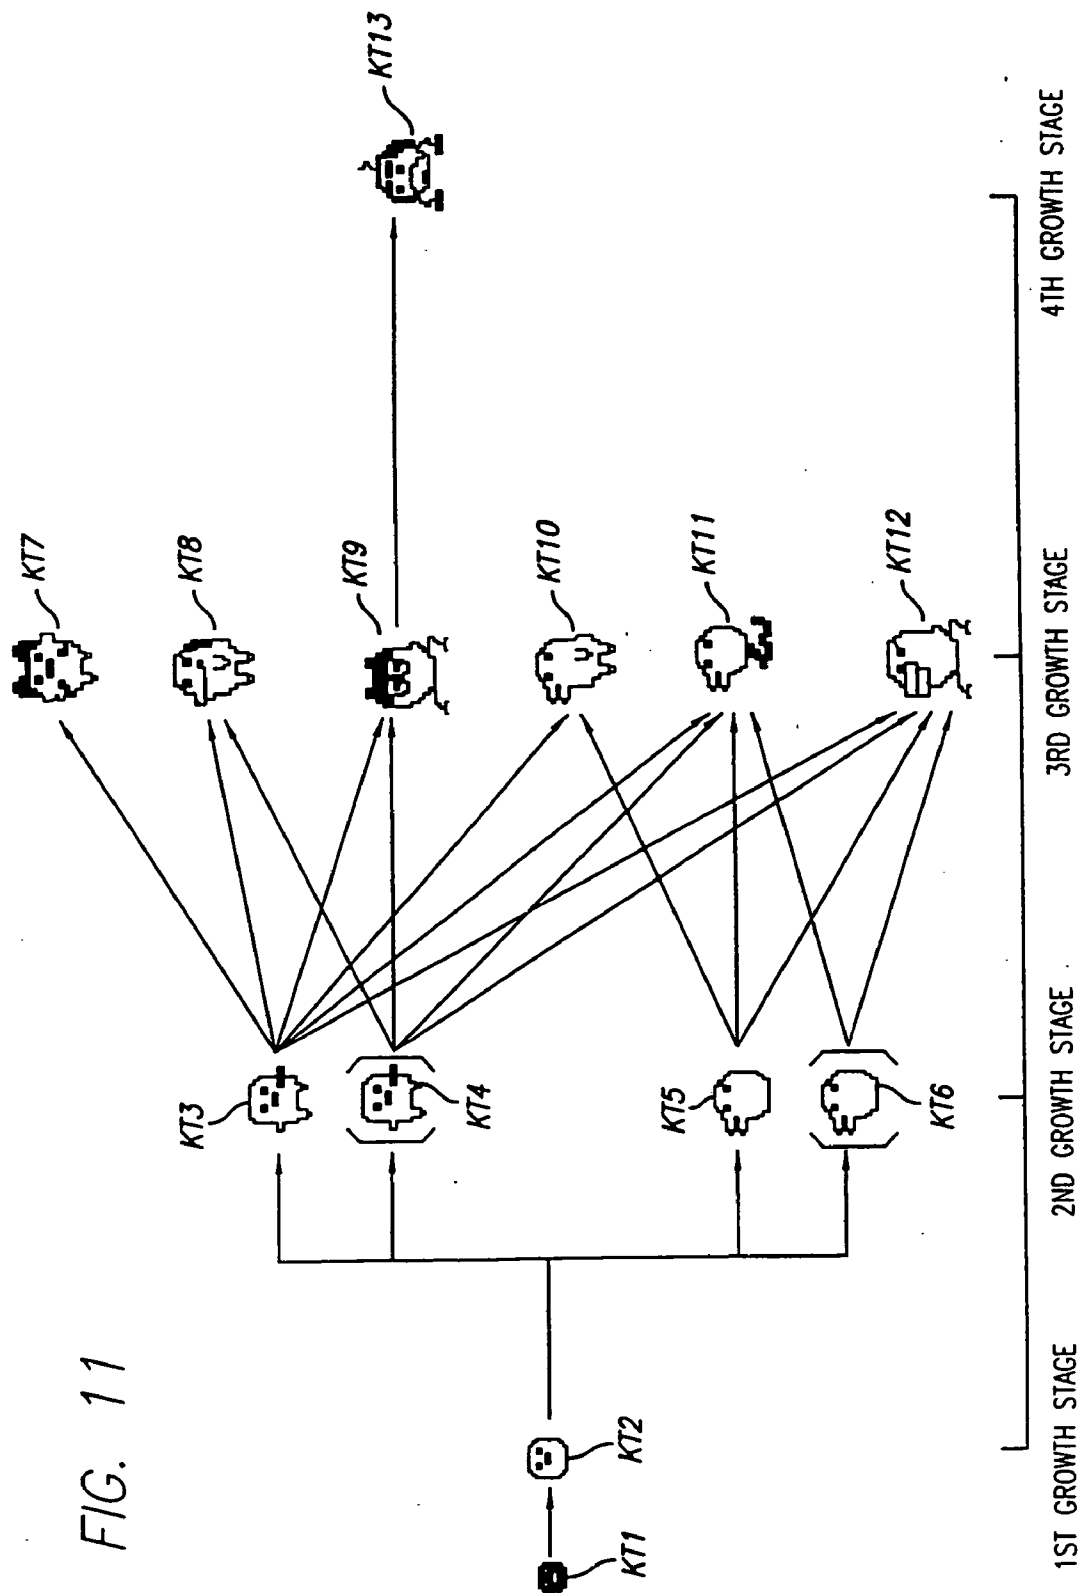 FIG. 11
KT1
KT2
KT3
KT4
KT5
KT6
KT7
KT8
KT9
KT10
KT11
KT12
KT13
1ST GROWTH STAGE
2ND GROWTH STAGE
3RD GROWTH STAGE
4TH GROWTH STAGE